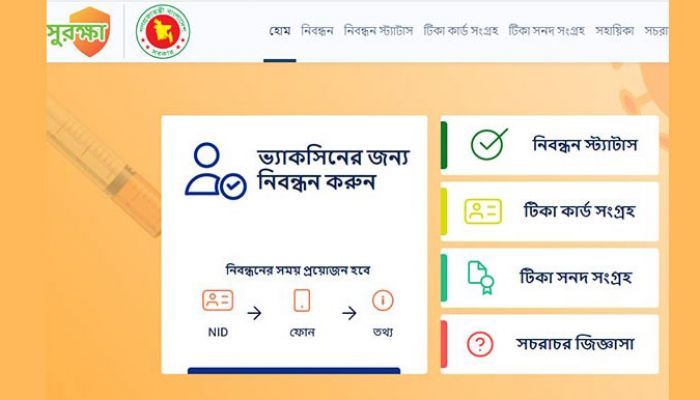 সুরক্ষা
হোম নিবন্ধন নিবন্ধন স্ট্যাটাস টিকা কার্ড সংগ্রহ টিকা সনদ সংগ্রহ সহায়িকা সচরা
ভ্যাকসিনের জন্য
নিবন্ধন করুন
নিবন্ধনের সময় প্রয়োজন হবে
NID ফোন তথ্য
নিবন্ধন স্ট্যাটাস
টিকা কার্ড সংগ্রহ
টিকা সনদ সংগ্রহ
সচরাচর জিজ্ঞাসা